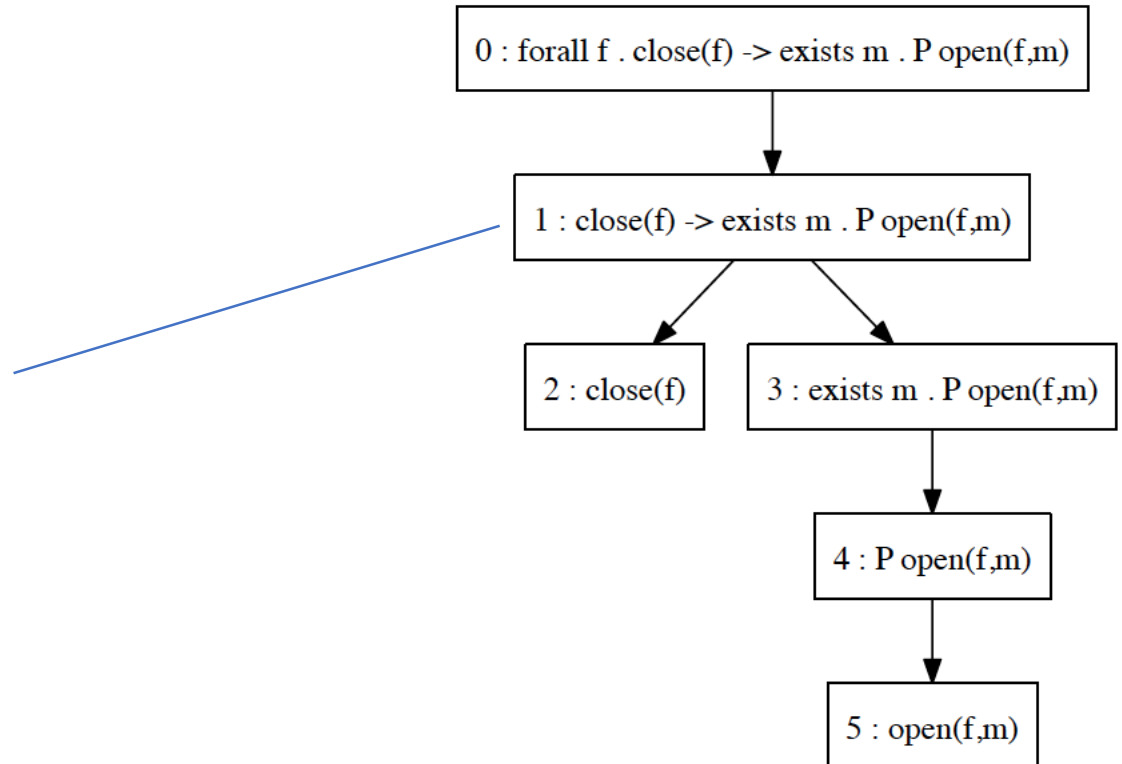 0 : forall f . close(f) -> exists m . P open(f,m)
1 : close(f) -> exists m . P open(f,m)
2 : close(f)
3 : exists m . P open(f,m)
4 : P open(f,m)
5 : open(f,m)